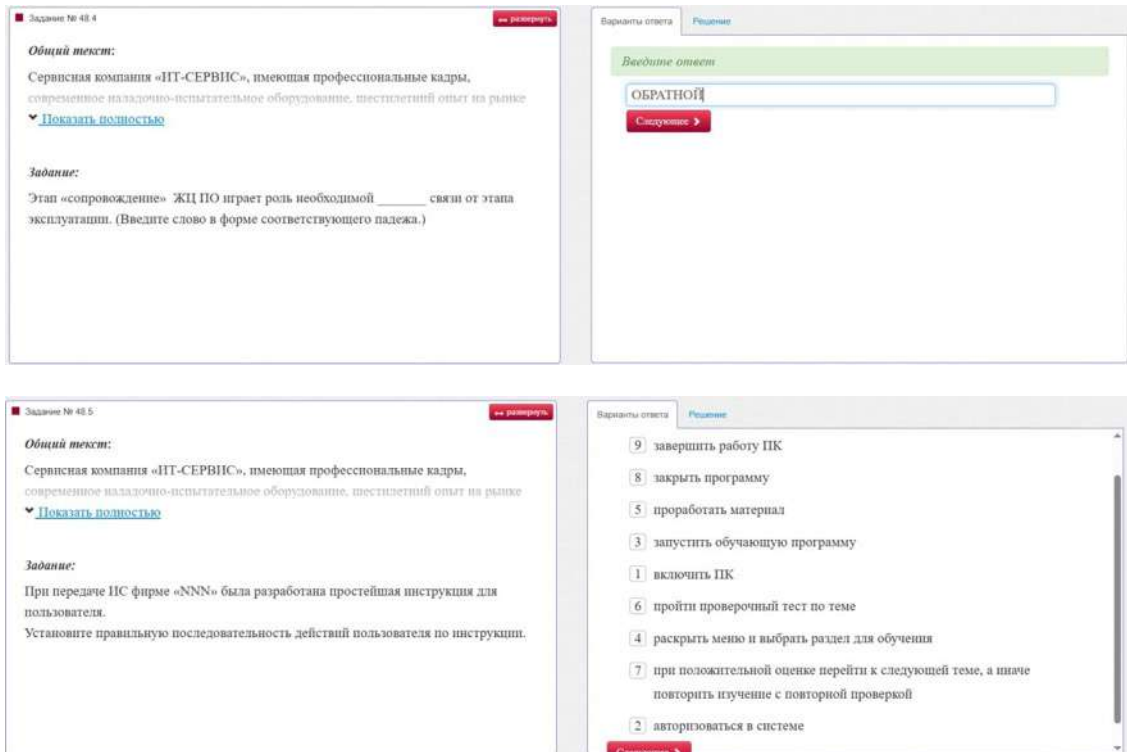 Задание № 48.4
развернуть
Общий текст:
Сервисная компания «ИТ-СЕРВИС», имеющая профессиональные кадры,
современное наладочно-испытательное оборудование, шестилетний опыт на рынке
Показать полностью
Задание:
Этап «сопровождение» ЖЦ ПО играет роль необходимой _______ связи от этапа
эксплуатации. (Введите слово в форме соответствующего падежа.)
Варианты ответа Решение
Введите ответ
ОБРАТНОЙ
Следующее
Задание № 48.5
развернуть
Общий текст:
Сервисная компания «ИТ-СЕРВИС», имеющая профессиональные кадры,
современное наладочно-испытательное оборудование, шестилетний опыт на рынке
Показать полностью
Задание:
При передаче ИС фирме «NNN» была разработана простейшая инструкция для
пользователя.
Установите правильную последовательность действий пользователя по инструкции.
Варианты ответа Решение
9 завершить работу ПК
8 закрыть программу
5 проработать материал
3 запустить обучающую программу
1 включить ПК
6 пройти проверочный тест по теме
4 раскрыть меню и выбрать раздел для обучения
7 при положительной оценке перейти к следующей теме, а иначе
повторить изучение с повторной проверкой
2 авторизоваться в системе
Следующее